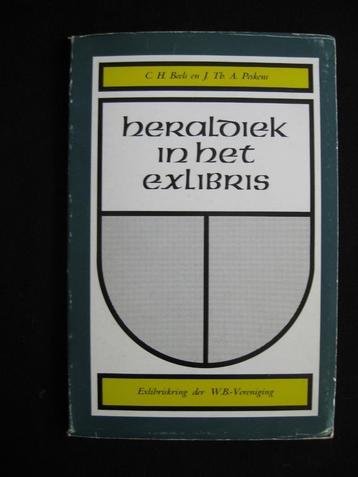 C. H. Beels en J. Th. A. Peskens
heraldiek
in het
exlibris
Exlibriskring der W.B.-Vereniging